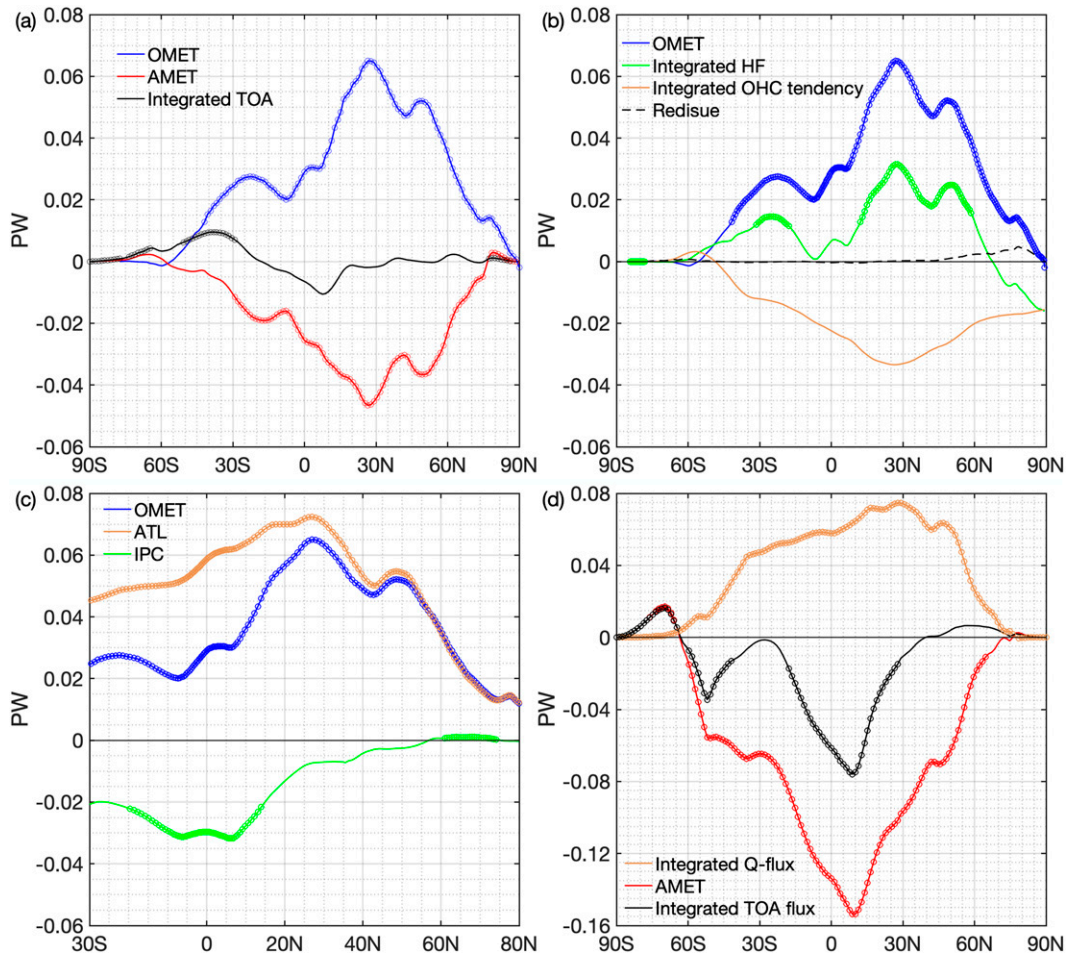 (a)
OMET
AMET
Integrated TOA
PW
0.08
0.06
0.04
0.02
0
-0.02
-0.04
-0.06
90S 60S 30S 0 30N 60N 90N
(b)
OMET
Integrated HF
Integrated OHC tendency
Redisue
PW
0.08
0.06
0.04
0.02
0
-0.02
-0.04
-0.06
90S 60S 30S 0 30N 60N 90N
(c)
OMET
ATL
IPC
PW
0.08
0.06
0.04
0.02
0
-0.02
-0.04
-0.06
30S 0 20N 40N 60N 80N
(d)
PW
0.08
0.04
0
-0.04
-0.08
-0.12
-0.16
Integrated Q-flux
AMET
Integrated TOA flux
90S 60S 30S 0 30N 60N 90N